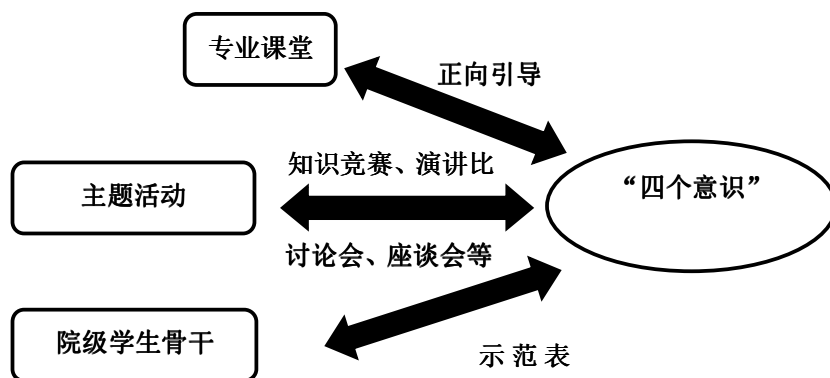 专业课堂
正向引导
知识竞赛、演讲比
主题活动
“四个意识”
讨论会、座谈会等
院级学生骨干
示 范 表